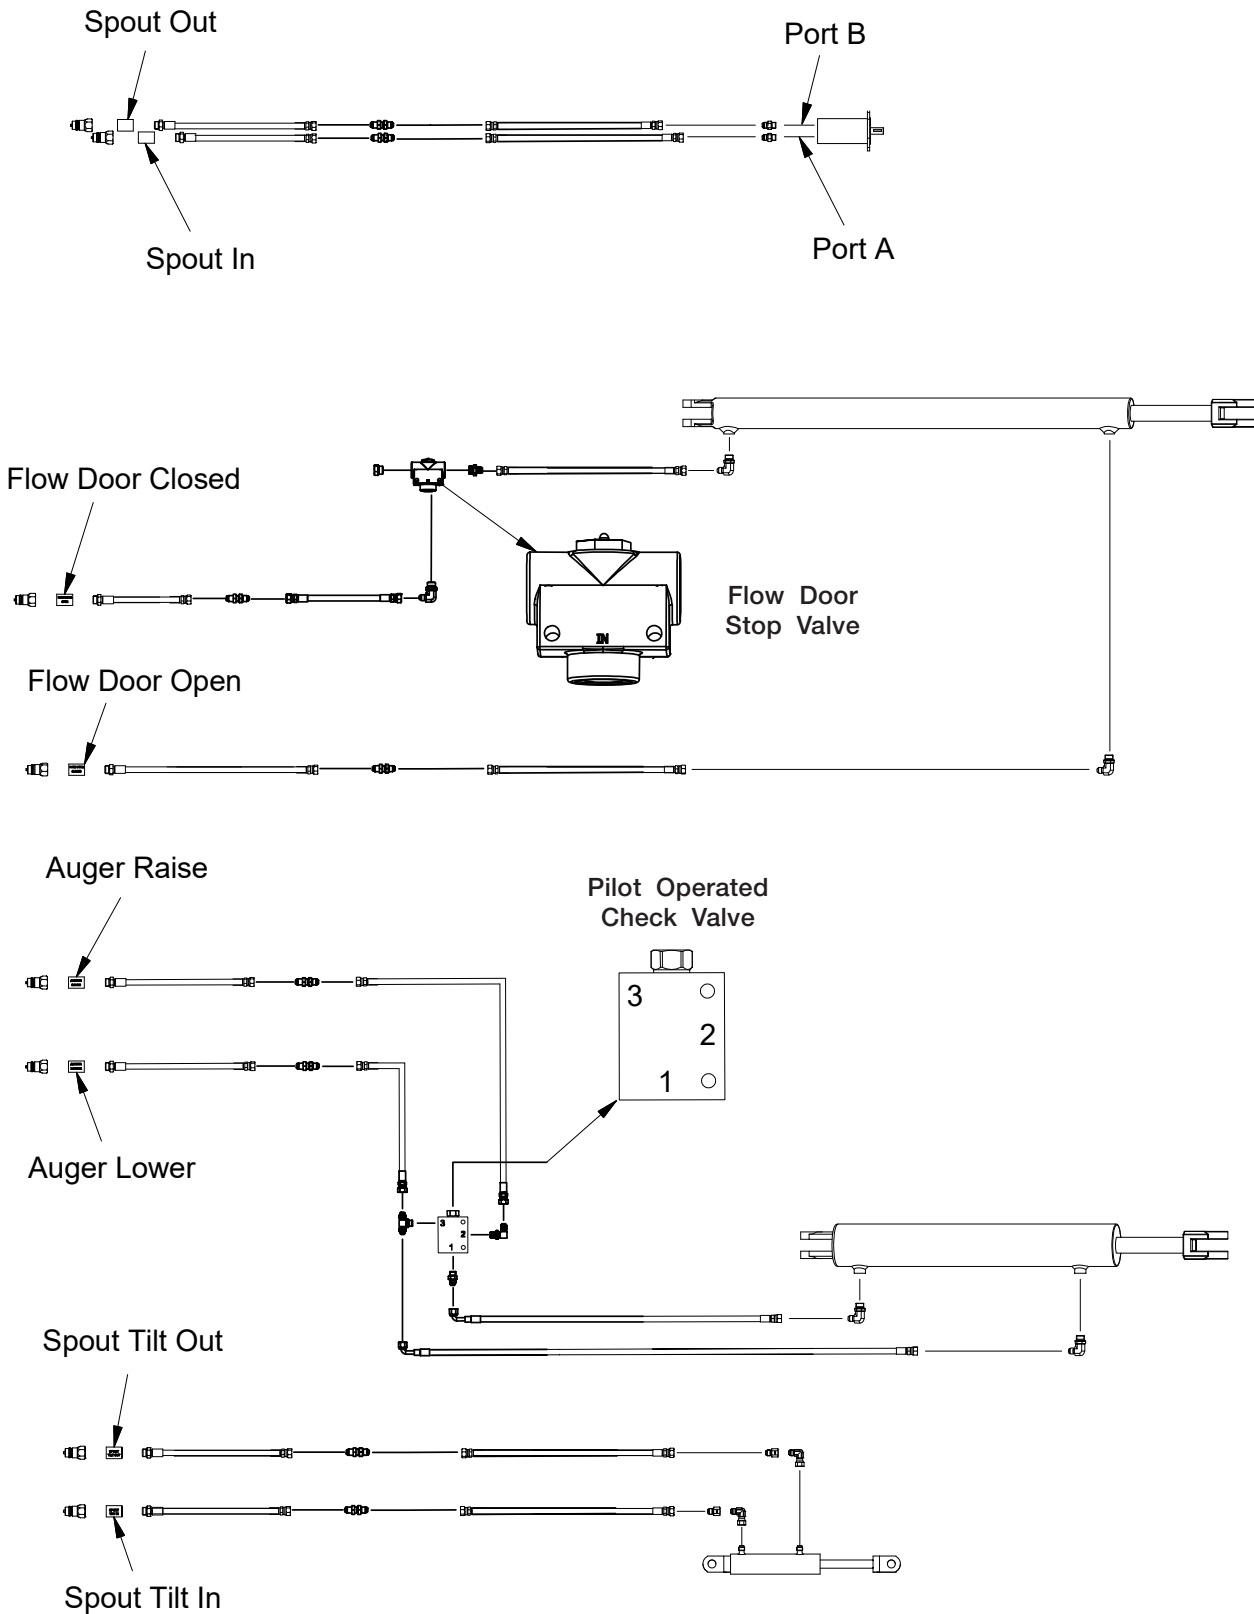 Spout Out
Port B
Spout In
Port A
Flow Door Closed
Flow Door
Stop Valve
IN
Flow Door Open
Auger Raise
Pilot Operated
Check Valve
3
2
1
Auger Lower
3
2
1
Spout Tilt Out
Spout Tilt In